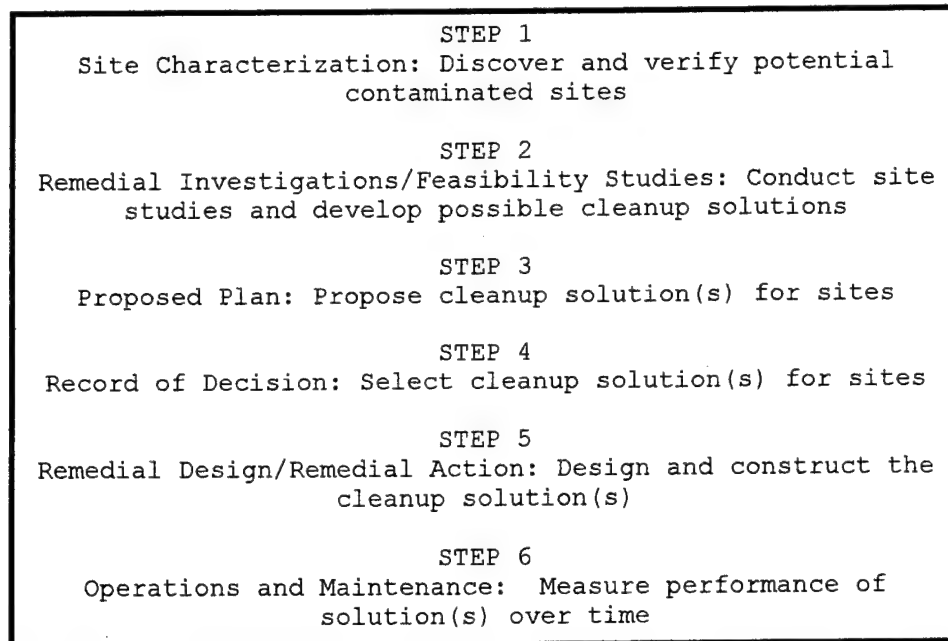 STEP 1
Site Characterization: Discover and verify potential
contaminated sites
STEP 2
Remedial Investigations/Feasibility Studies: Conduct site
studies and develop possible cleanup solutions
STEP 3
Proposed Plan: Propose cleanup solution(s) for sites
STEP 4
Record of Decision: Select cleanup solution(s) for sites
STEP 5
Remedial Design/Remedial Action: Design and construct the
cleanup solution(s)
STEP 6
Operations and Maintenance:  Measure performance of
solution(s) over time